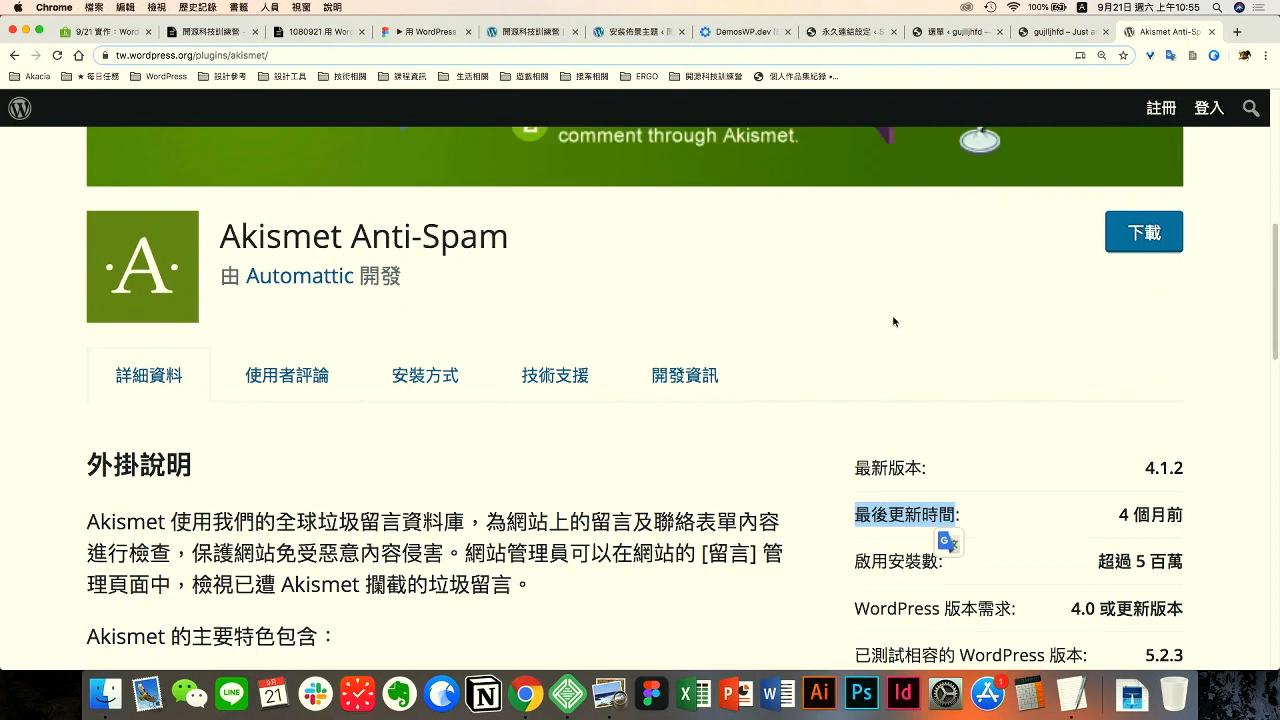 Chrome 檔案 編輯 檢視 歷史記錄 書籤 人員 視窗 說明
100% 9月21日 週六 上午10:55
9/21 實作：Word
開源科技訓練營 -
1080921 用 Word
▶ 用 WordPress
開源科技訓練營
安裝佈景主題 ‹
DemosWP.dev
永久連結設定 ‹ 5
選單 ‹ gujlljhfd —
gujlljhfd – Just a
Akismet Anti-Sp
tw.wordpress.org/plugins/akismet/
Akacia ★每日任務 WordPress 設計參考 設計工具 技術相關 課程資訊 生活相關 遊戲相關 接案相關 ERGO 開源科技訓練營 個人作品集紀錄 •...
註冊 登入
comment through Akismet.
·A·
Akismet Anti-Spam
由 Automattic 開發
下載
詳細資料 使用者評論 安裝方式 技術支援 開發資訊
外掛說明
Akismet 使用我們的全球垃圾留言資料庫，為網站上的留言及聯絡表單內容
進行檢查，保護網站免受惡意內容侵害。網站管理員可以在網站的 [留言] 管
理頁面中，檢視已遭 Akismet 攔截的垃圾留言。
Akismet 的主要特色包含：
最新版本: 4.1.2
最後更新時間: 4 個月前
啟用安裝數: 超過 5 百萬
WordPress 版本需求: 4.0 或更新版本
已測試相容的 WordPress 版本: 5.2.3
LINE
9月
21
N
X
P
W
Ai
Ps
Id
1